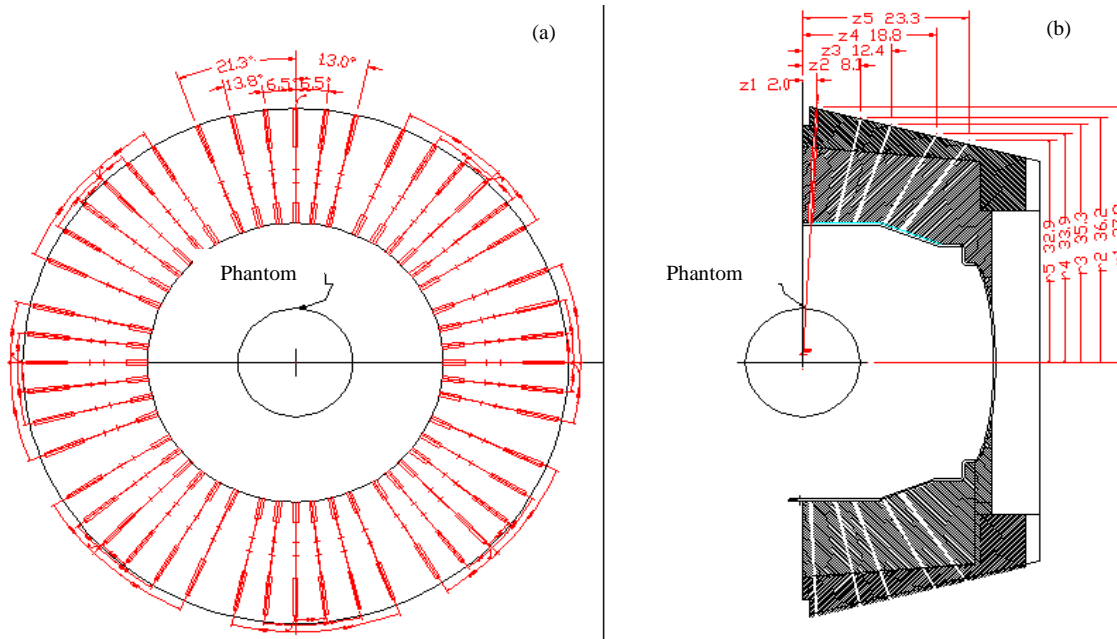 (a)
21.3°
13.0°
13.8°
6.5°
6.5°
Phantom
(b)
z5 23.3
z4 18.8
z3 12.4
z2 8.1
z1 2.0
Phantom
r5 32.9
r4 33.9
r3 35.3
r2 36.2